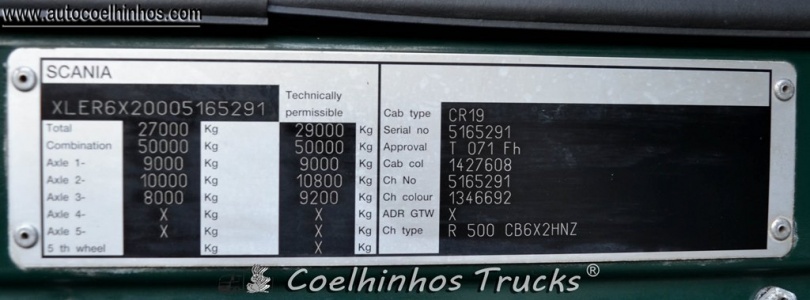 www.autocoelhinhos.com
SCANIA
XLER6X20005165291
Technically
permissible
Total 27000 Kg 29000 Kg
Combination 50000 Kg 50000 Kg
Axle 1- 9000 Kg 9000 Kg
Axle 2- 10000 Kg 10800 Kg
Axle 3- 8000 Kg 9200 Kg
Axle 4- X Kg X Kg
Axle 5- X Kg X Kg
5 th wheel Kg X Kg
Cab type CR19
Serial no 5165291
Approval T 071 Fh
Cab col 1427608
Ch No 5165291
Ch colour 1346692
ADR GTW X
Ch type R 500 CB6X2HNZ
Coelhinhos Trucks®